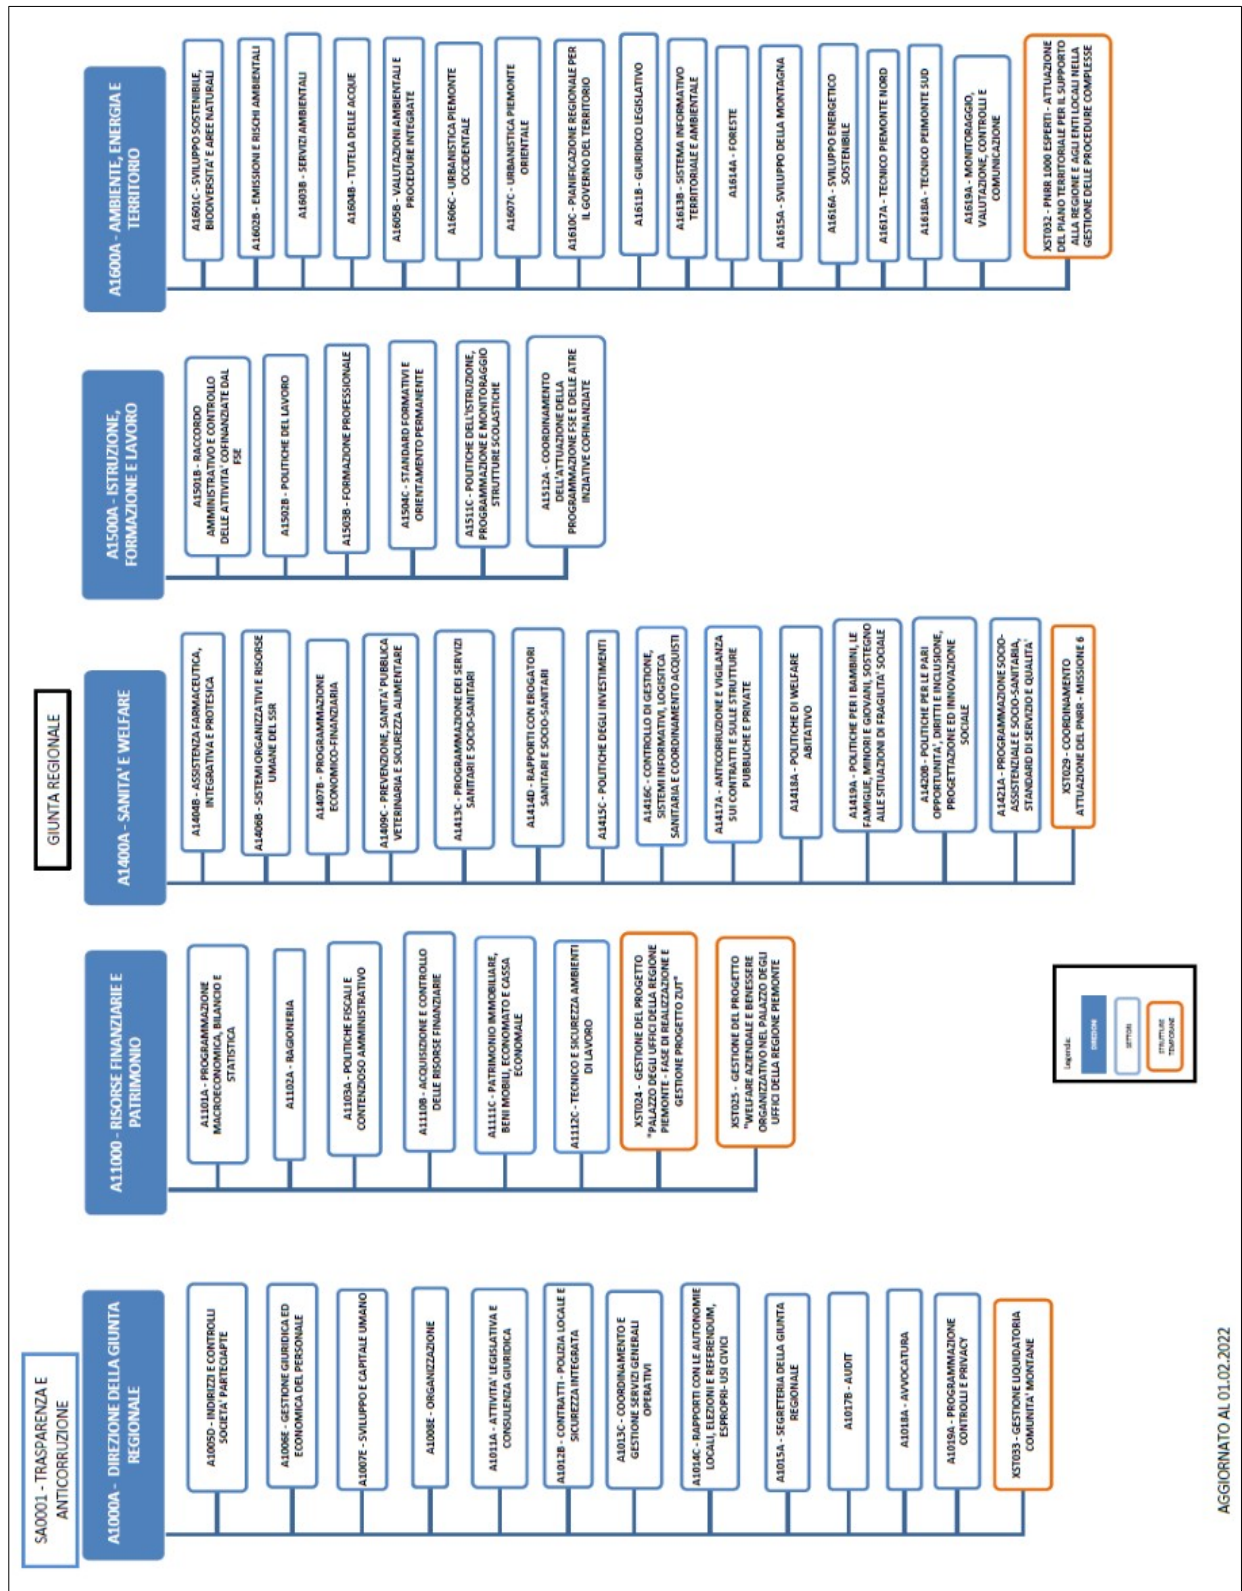 GIUNTA REGIONALE
SA0001 - TRASPARENZA E
ANTICORRUZIONE
A1000A - DIREZIONE DELLA GIUNTA
REGIONALE
A1005D - INDIRIZZI E CONTROLLI
SOCIETA' PARTECIAPTE
A1006E - GESTIONE GIURIDICA ED
ECONOMICA DEL PERSONALE
A1007E - SVILUPPO E CAPITALE UMANO
A1008E - ORGANIZZAZIONE
A1011A - ATTIVITA' LEGISLATIVA E
CONSULENZA GIURIDICA
A1012B - CONTRATTI - POLIZIA LOCALE E
SICUREZZA INTEGRATA
A1013C - COORDINAMENTO E
GESTIONE SERVIZI GENERALI
OPERATIVI
A1014C - RAPPORTI CON LE AUTONOMIE
LOCALI, ELEZIONI E REFERENDUM,
ESPROPRI- USI CIVICI
A1015A - SEGRETERIA DELLA GIUNTA
REGIONALE
A1017B - AUDIT
A1018A - AVVOCATURA
A1019A - PROGRAMMAZIONE
CONTROLLI E PRIVACY
XST033 - GESTIONE LIQUIDATORIA
COMUNITA' MONTANE
A11000 - RISORSE FINANZIARIE E
PATRIMONIO
A1101A - PROGRAMMAZIONE
MACROECONOMICA, BILANCIO E
STATISTICA
A1102A - RAGIONERIA
A1103A - POLITICHE FISCALI E
CONTENZIOSO AMMINISTRATIVO
A1110B - ACQUISIZIONE E CONTROLLO
DELLE RISORSE FINANZIARIE
A1111C - PATRIMONIO IMMOBILIARE,
BENI MOBILI, ECONOMATO E CASSA
ECONOMALE
A1112C - TECNICO E SICUREZZA AMBIENTI
DI LAVORO
XST024 - GESTIONE DEL PROGETTO
"PALAZZO DEGLI UFFICI DELLA REGIONE
PIEMONTE - FASE DI REALIZZAZIONE E
GESTIONE PROGETTO ZUT"
XST025 - GESTIONE DEL PROGETTO
"WELFARE AZIENDALE E BENESSERE
ORGANIZZATIVO NEL PALAZZO DEGLI
UFFICI DELLA REGIONE PIEMONTE
A1400A - SANITA' E WELFARE
A1404B - ASSISTENZA FARMACEUTICA,
INTEGRATIVA E PROTESICA
A1406B - SISTEMI ORGANIZZATIVI E RISORSE
UMANE DEL SSR
A1407B - PROGRAMMAZIONE
ECONOMICO-FINANZIARIA
A1409C - PREVENZIONE, SANITA' PUBBLICA
VETERINARIA E SICUREZZA ALIMENTARE
A1413C - PROGRAMMAZIONE DEI SERVIZI
SANITARI E SOCIO-SANITARI
A1414D - RAPPORTI CON EROGATORI
SANITARI E SOCIO-SANITARI
A1415C - POLITICHE DEGLI INVESTIMENTI
A1416C - CONTROLLO DI GESTIONE,
SISTEMI INFORMATIVI, LOGISITCA
SANITARIA E COORDINAMENTO ACQUISTI
A1417A - ANTICORRUZIONE E VIGILANZA
SUI CONTRATTI E SULLE STRUTTURE
PUBBLICHE E PRIVATE
A1418A - POLITICHE DI WELFARE
ABITATIVO
A1419A - POLITICHE PER I BAMBINI, LE
FAMIGLIE, MINORI E GIOVANI, SOSTEGNO
ALLE SITUAZIONI DI FRAGILITA' SOCIALE
A1420B - POLITICHE PER LE PARI
OPPORTUNITA', DIRITTI E INCLUSIONE,
PROGETTAZIONE ED INNOVAZIONE
SOCIALE
A1421A - PROGRAMMAZIONE SOCIO-
ASSISTENZIALE E SOCIO-SANITARIA,
STANDARD DI SERVIZIO E QUALITA'
XST029 - COORDINAMENTO
ATTUAZIONE DEL PNRR - MISSIONE 6
A1500A - ISTRUZIONE,
FORMAZIONE E LAVORO
A1501B - RACCORDO
AMMINISTRATIVO E CONTROLLO
DELLE ATTIVITA' COFINANZIATE DAL
FSE
A1502B - POLITICHE DEL LAVORO
A1503B - FORMAZIONE PROFESSIONALE
A1504C - STANDARD FORMATIVI E
ORIENTAMENTO PERMANENTE
A1511C - POLITICHE DELL'ISTRUZIONE,
PROGRAMMAZIONE E MONITORAGGIO
STRUTTURE SCOLASTICHE
A1512A - COORDINAMENTO
DELL'ATTUAZIONE DELLA
PROGRAMMAZIONE FSE E DELLE ATRE
INZIATIVE COFINANZIATE
A1600A - AMBIENTE, ENERGIA E
TERRITORIO
A1601C - SVILUPPO SOSTENIBILE,
BIODIVERSITA' E AREE NATURALI
A1602B - EMISSIONI E RISCHI AMBIENTALI
A1603B - SERVIZI AMBIENTALI
A1604B - TUTELA DELLE ACQUE
A1605B - VALUTAZIONI AMBIENTALI E
PROCEDURE INTEGRATE
A1606C - URBANISTICA PIEMONTE
OCCIDENTALE
A1607C - URBANISTICA PIEMONTE
ORIENTALE
A1610C - PIANIFICAZIONE REGIONALE PER
IL GOVERNO DEL TERRITORIO
A1611B - GIURIDICO LEGISLATIVO
A1613B - SISTEMA INFORMATIVO
TERRITORIALE E AMBIENTALE
A1614A - FORESTE
A1615A - SVILUPPO DELLA MONTAGNA
A1616A - SVILUPPO ENERGETICO
SOSTENIBILE
A1617A - TECNICO PIEMONTE NORD
A1618A - TECNICO PEIMONTE SUD
A1619A - MONITORAGGIO,
VALUTAZIONE, CONTROLLI E
COMUNICAZIONE
XST032 - PNRR 1000 ESPERTI - ATTUAZIONE
DEL PIANO TERRITORIALE PER IL SUPPORTO
ALLA REGIONE E AGLI ENTI LOCALI NELLA
GESTIONE DELLE PROCEDURE COMPLESSE
Legenda:
DIREZIONI
SETTORI
STRUTTURE
TEMPORANE
AGGIORNATO AL 01.02.2022